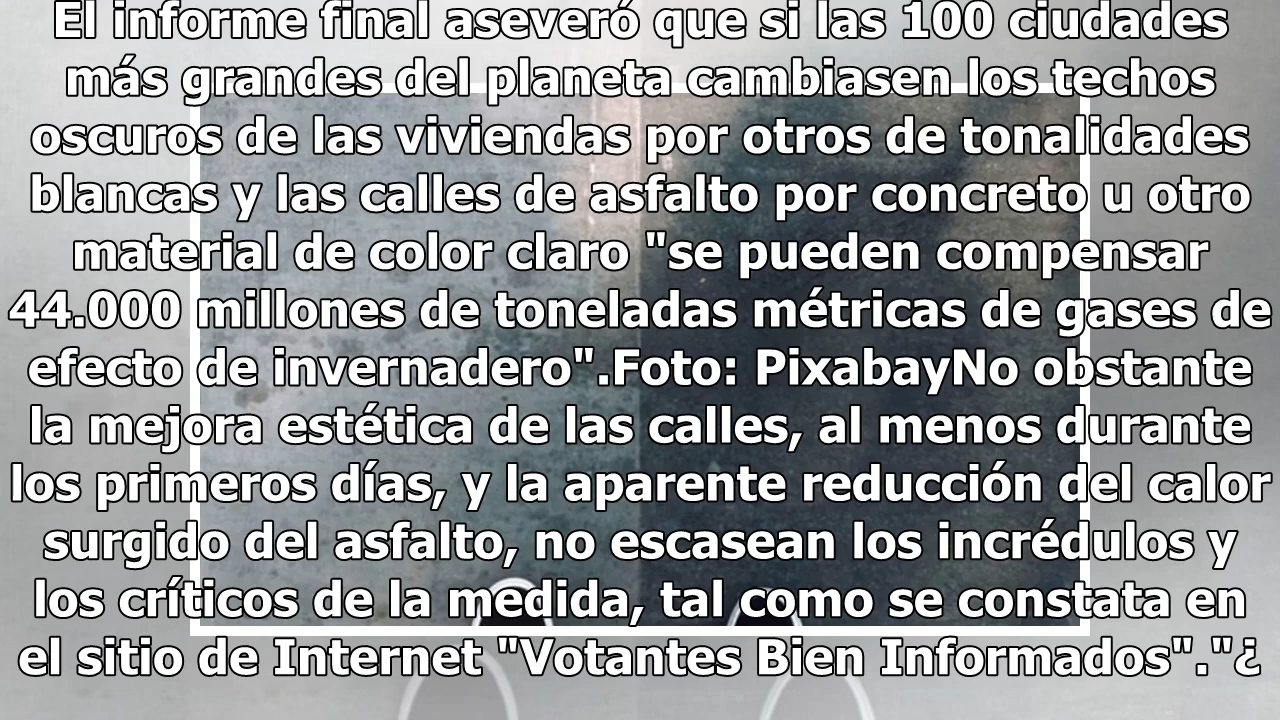 El informe final aseveró que si las 100 ciudades
más grandes del planeta cambiasen los techos
oscuros de las viviendas por otros de tonalidades
blancas y las calles de asfalto por concreto u otro
material de color claro "se pueden compensar
44.000 millones de toneladas métricas de gases de
efecto de invernadero".Foto: PixabayNo obstante
la mejora estética de las calles, al menos durante
los primeros días, y la aparente reducción del calor
surgido del asfalto, no escasean los incrédulos y
los críticos de la medida, tal como se constata en
el sitio de Internet "Votantes Bien Informados"."¿